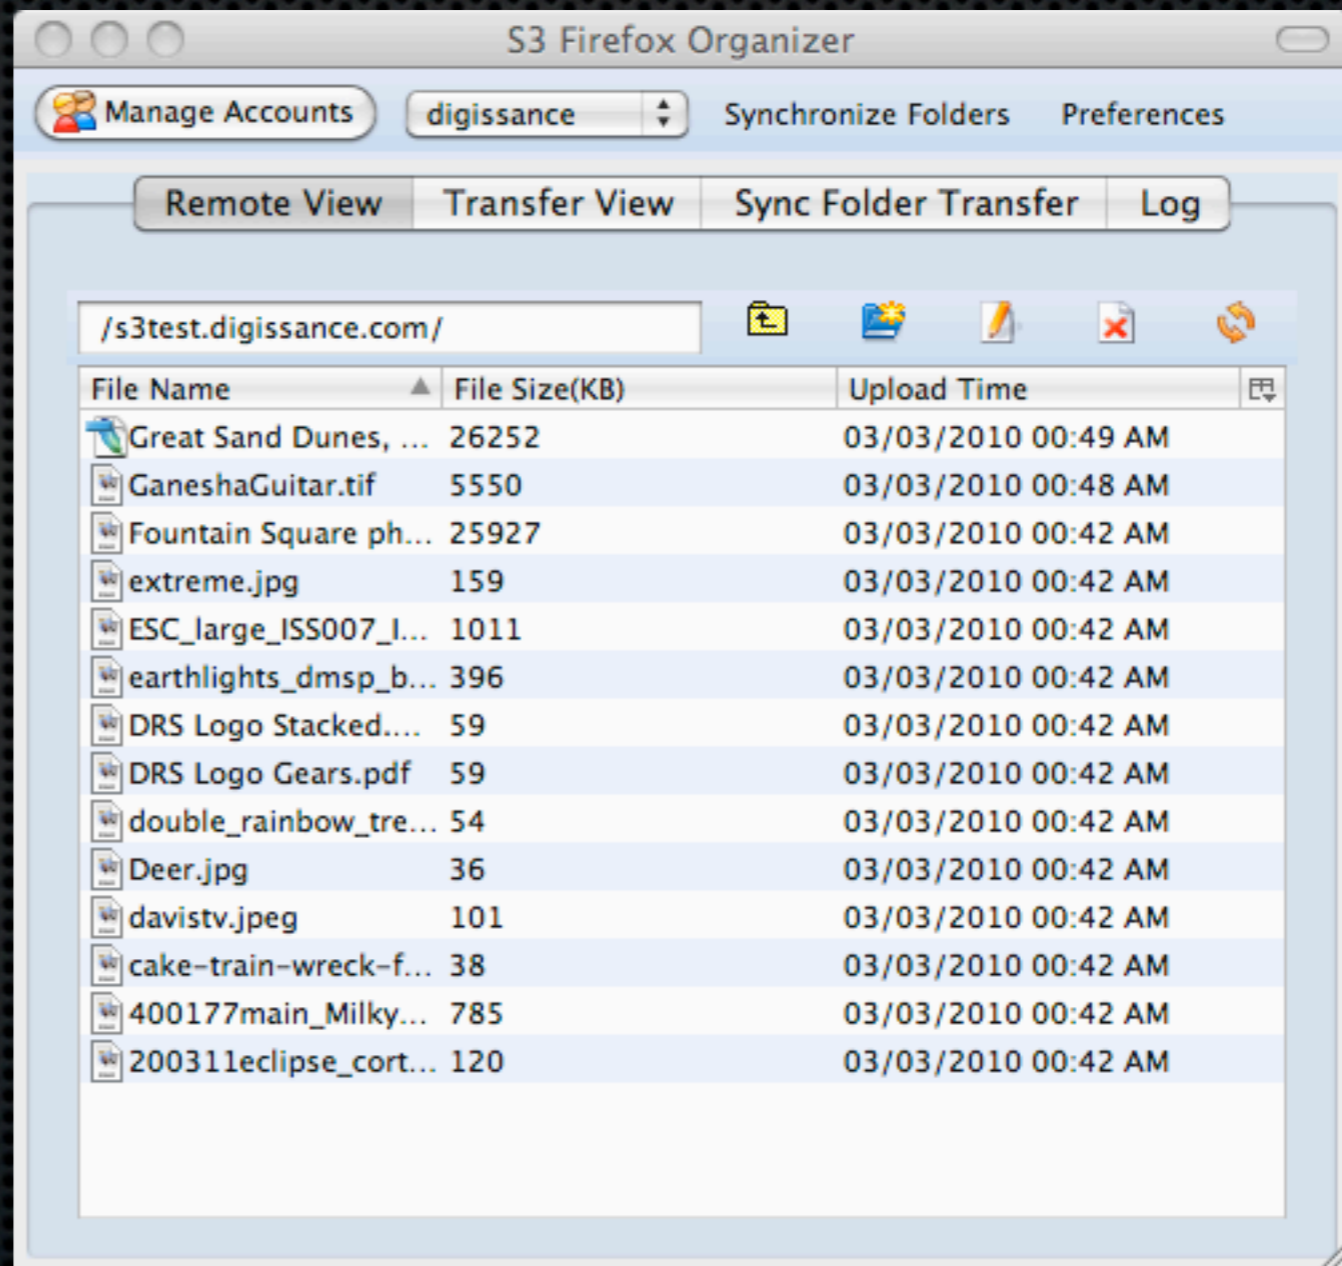 S3 Firefox Organizer
Manage Accounts digissance Synchronize Folders Preferences
Remote View Transfer View Sync Folder Transfer Log
/s3test.digissance.com/
File Name File Size(KB) Upload Time
Great Sand Dunes, ... 26252 03/03/2010 00:49 AM
GaneshaGuitar.tif 5550 03/03/2010 00:48 AM
Fountain Square ph... 25927 03/03/2010 00:42 AM
extreme.jpg 159 03/03/2010 00:42 AM
ESC_large_ISS007_I... 1011 03/03/2010 00:42 AM
earthlights_dmsp_b... 396 03/03/2010 00:42 AM
DRS Logo Stacked.... 59 03/03/2010 00:42 AM
DRS Logo Gears.pdf 59 03/03/2010 00:42 AM
double_rainbow_tre... 54 03/03/2010 00:42 AM
Deer.jpg 36 03/03/2010 00:42 AM
davistv.jpeg 101 03/03/2010 00:42 AM
cake-train-wreck-f... 38 03/03/2010 00:42 AM
400177main_Milky... 785 03/03/2010 00:42 AM
200311eclipse_cort... 120 03/03/2010 00:42 AM